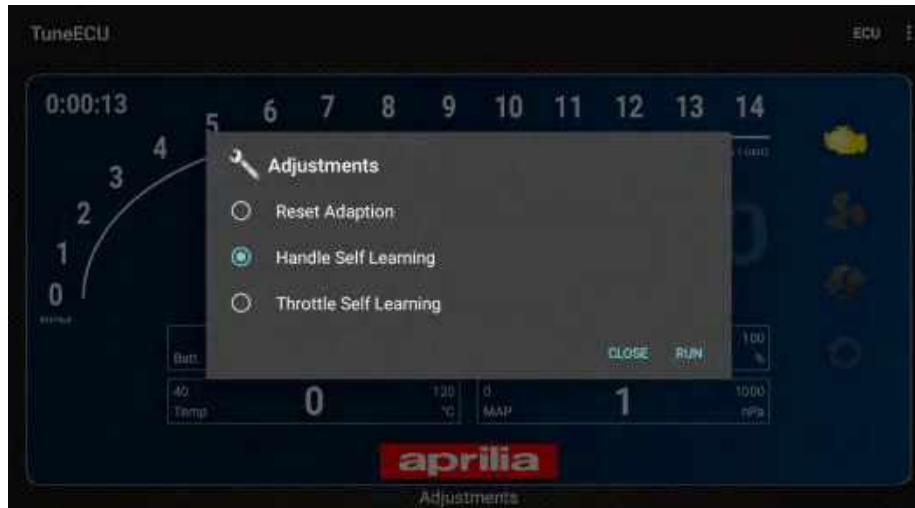 TuneECU
ECU
0:00:13
0
1
2
3
4
5
6
7
8
9
10
11
12
13
14
Adjustments
Reset Adaption
Handle Self Learning
Throttle Self Learning
CLOSE RUN
Batt.
100
%
40
Temp
0
120
°C
0
MAP
1
1000
hPa
aprilia
Adjustments